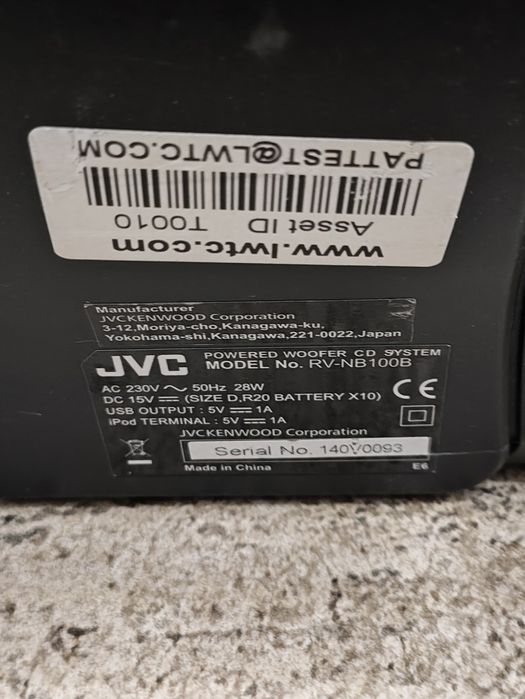 www.lwtc.com
Asset ID T0010
PATTEST@LWTC.COM
Manufacturer
JVCKENWOOD Corporation
3-12,Moriya-cho,Kanagawa-ku,
Yokohama-shi,Kanagawa,221-0022,Japan
JVC
POWERED WOOFER CD SYSTEM
MODEL No. RV-NB100B
AC 230V ~ 50Hz 28W
DC 15V ⎓ (SIZE D,R20 BATTERY X10)
USB OUTPUT : 5V ⎓ 1A
iPod TERMINAL : 5V ⎓ 1A
CE
JVCKENWOOD Corporation
Serial No. 140V0093
Made in China
E6